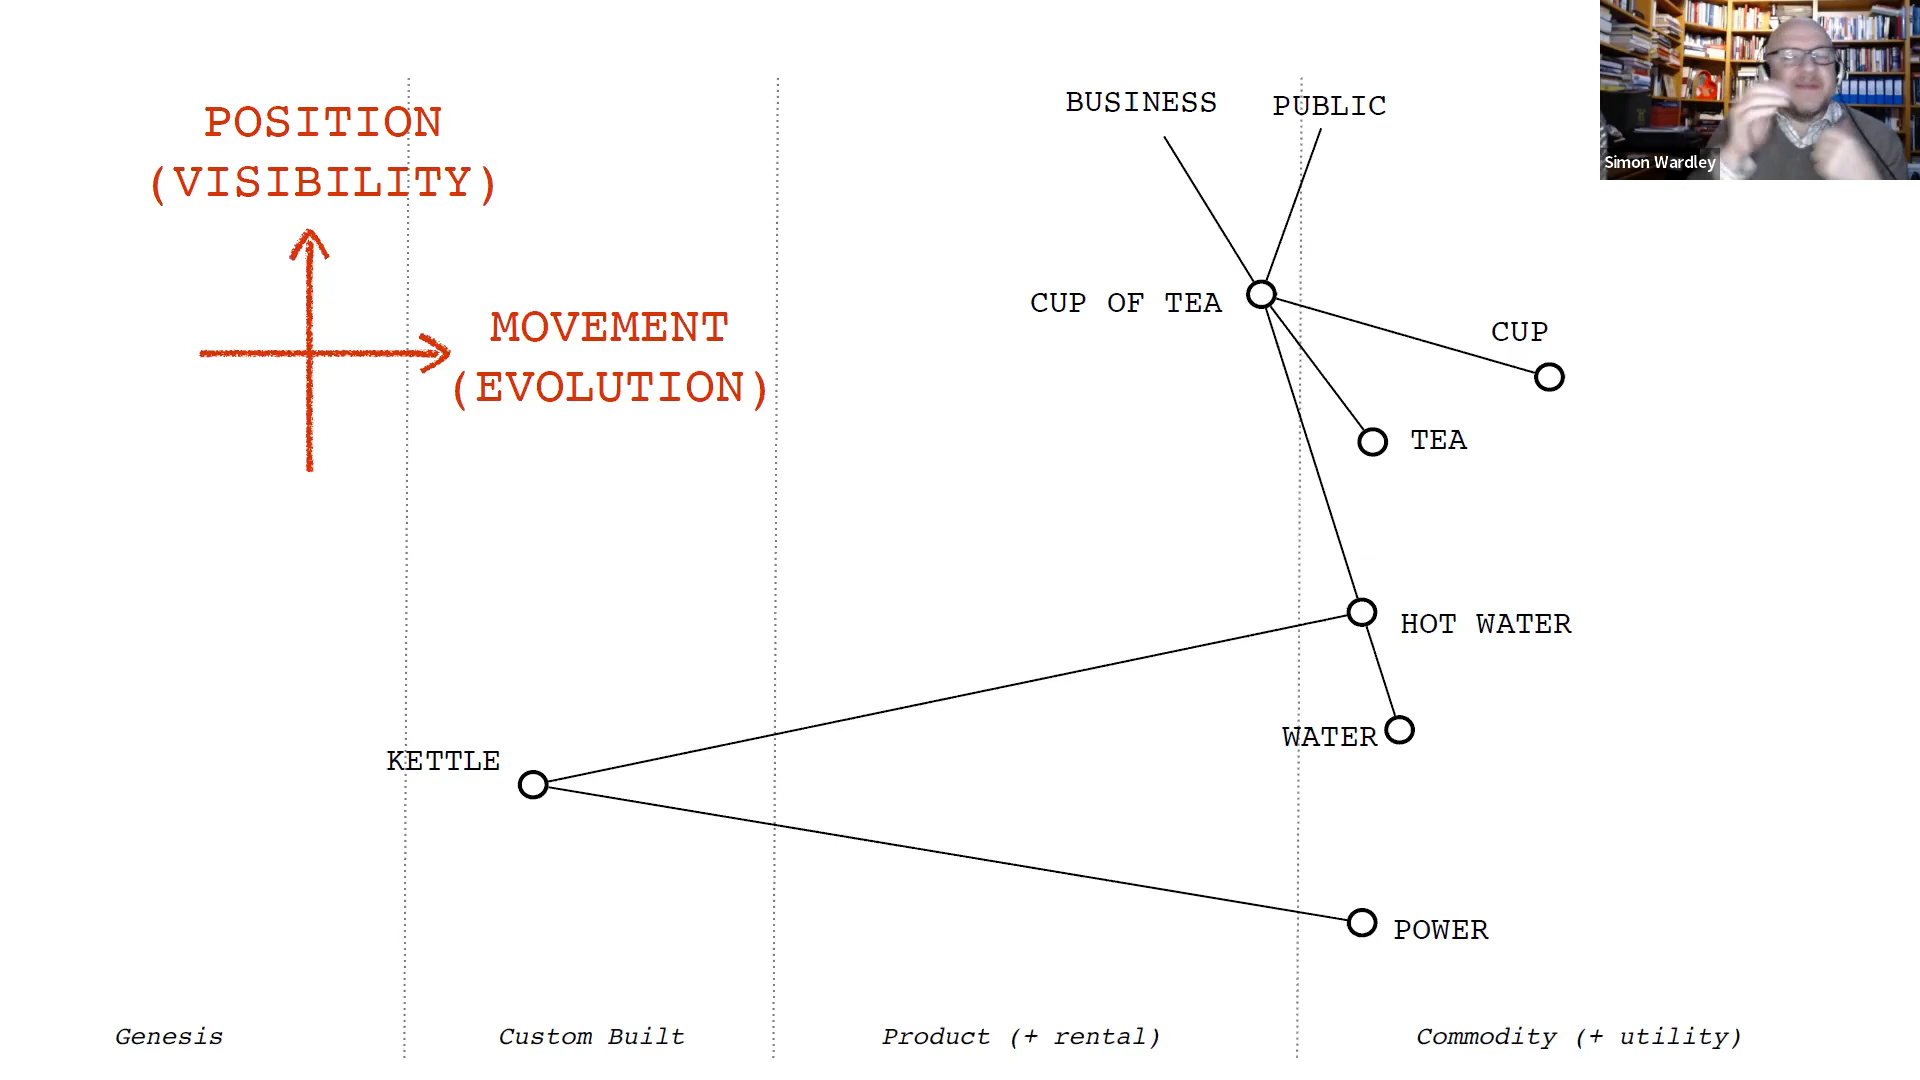 POSITION
(VISIBILITY)
MOVEMENT
(EVOLUTION)
BUSINESS
PUBLIC
CUP OF TEA
CUP
TEA
HOT WATER
WATER
KETTLE
POWER
Genesis
Custom Built
Product (+ rental)
Commodity (+ utility)
Simon Wardley